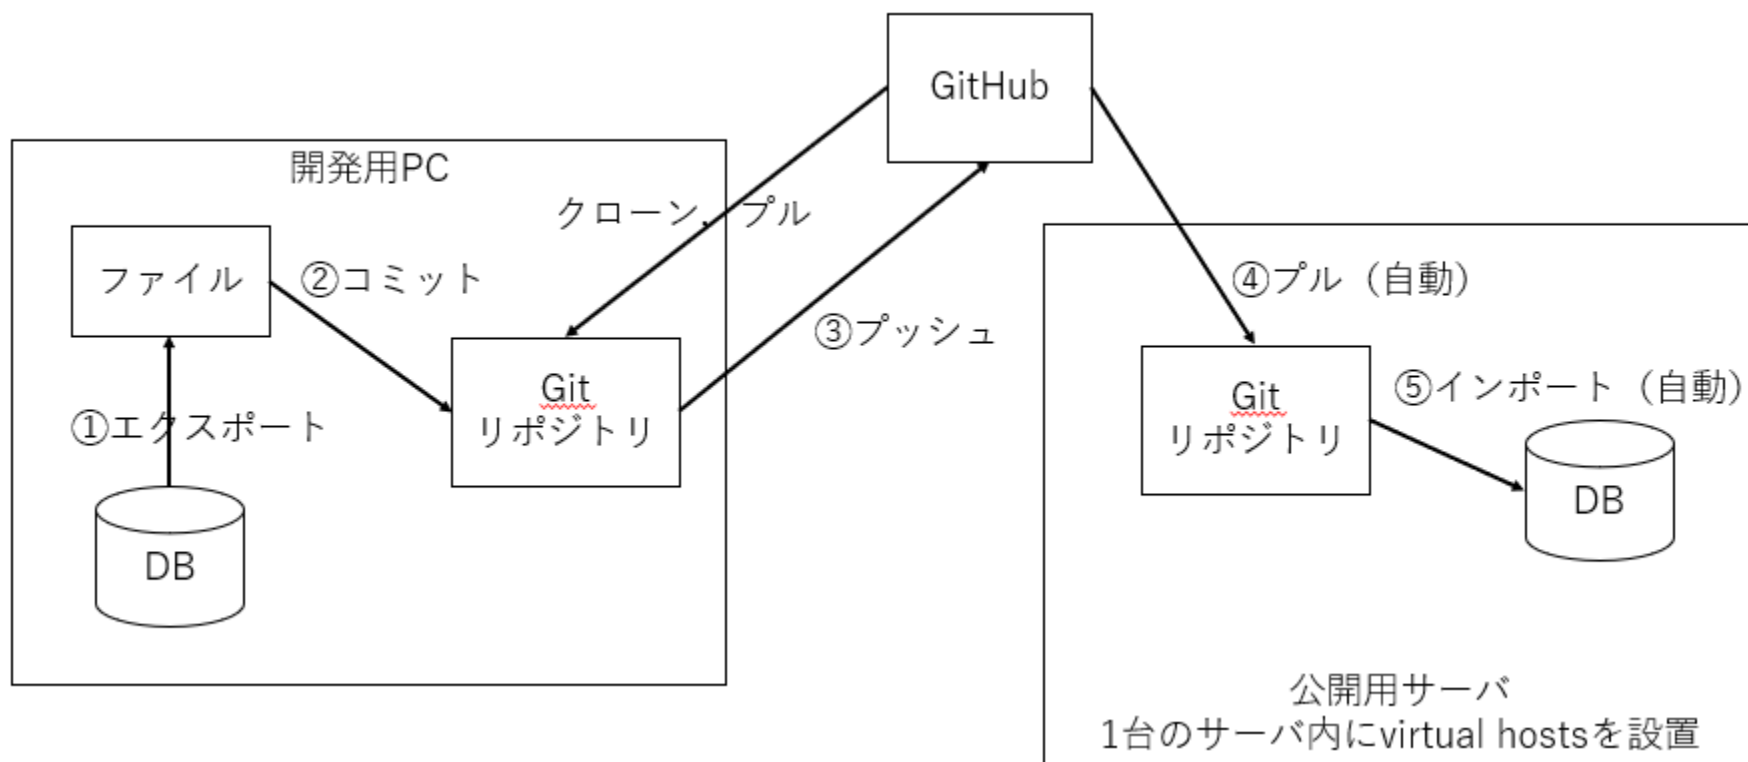 GitHub
開発用PC
クローン，プル
ファイル
②コミット
③プッシュ
④プル（自動）
Git
リポジトリ
①エクスポート
DB
Git
リポジトリ
⑤インポート（自動）
DB
公開用サーバ
1台のサーバ内にvirtual hostsを設置